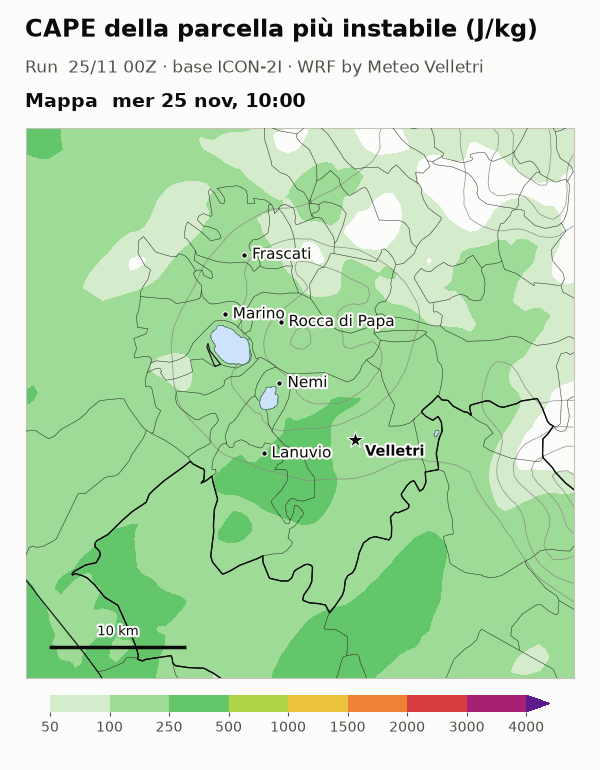 CAPE della parcella più instabile (J/kg)
Run  25/11 00Z · base ICON-2I · WRF by Meteo Velletri
Mappa  mer 25 nov, 10:00
Frascati
Marino
Rocca di Papa
Nemi
Velletri
Lanuvio
10 km
50 100 250 500 1000 1500 2000 3000 4000